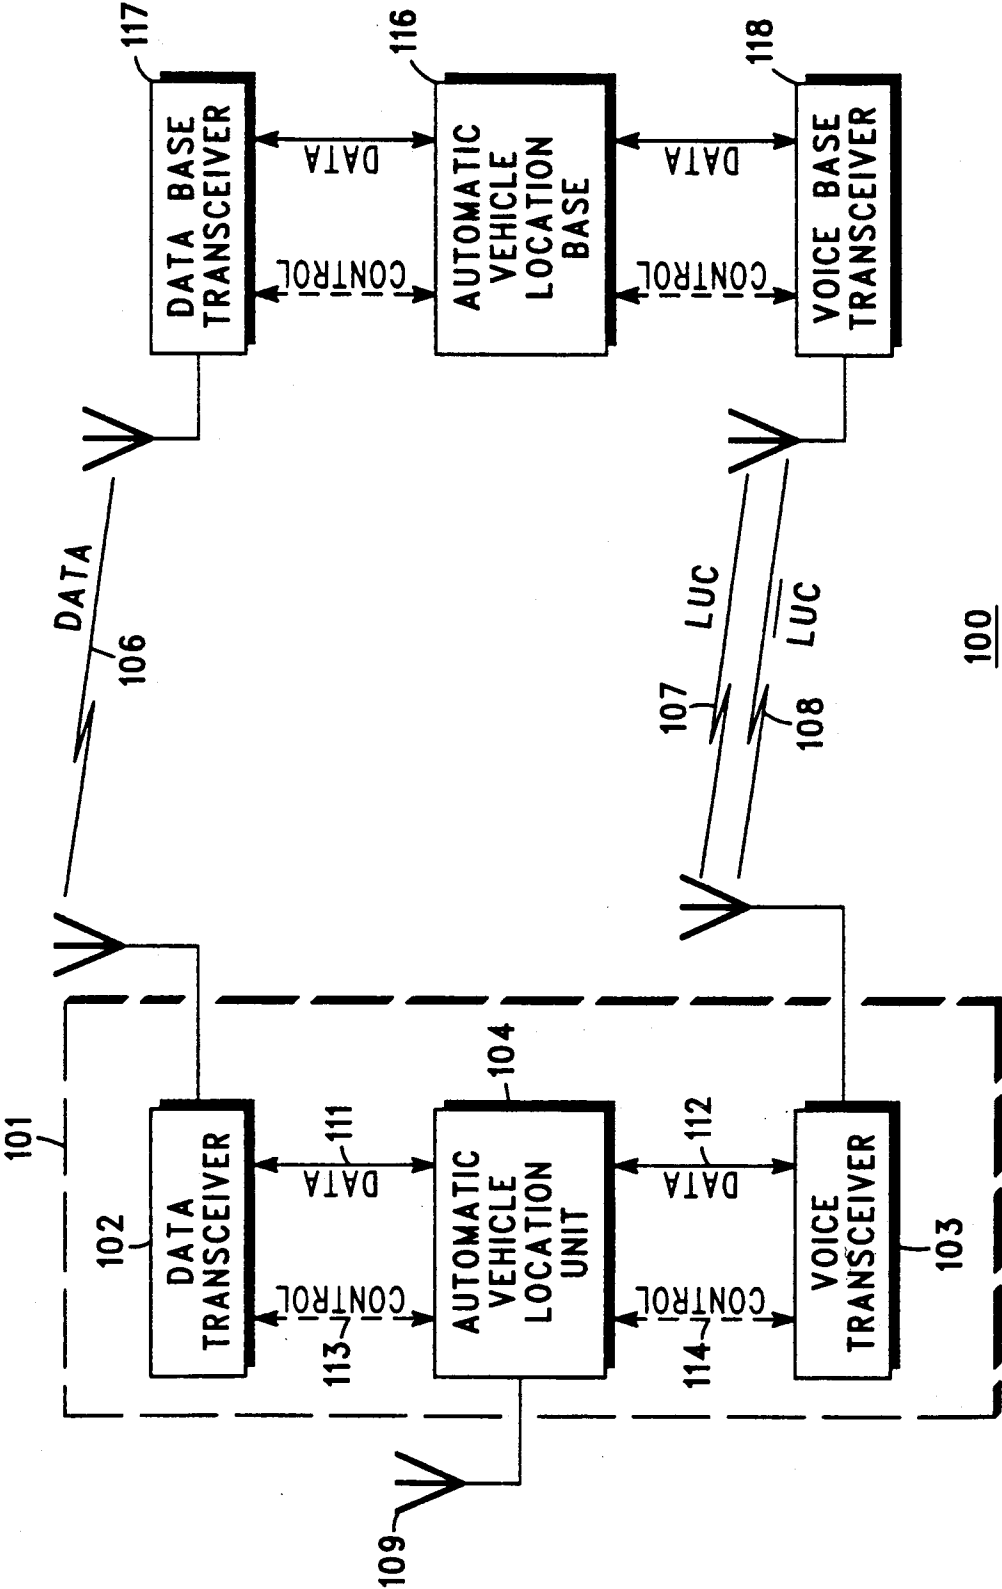 101
102
DATA
TRANSCEIVER
CONTROL
113
DATA
111
AUTOMATIC
VEHICLE
LOCATION
UNIT
104
109
CONTROL
114
DATA
112
VOICE
TRANSCEIVER
103
DATA
106
107
LUC
108
L̅U̅C̅
117
DATA BASE
TRANSCEIVER
CONTROL
DATA
116
AUTOMATIC
VEHICLE
LOCATION
BASE
CONTROL
DATA
118
VOICE BASE
TRANSCEIVER
100